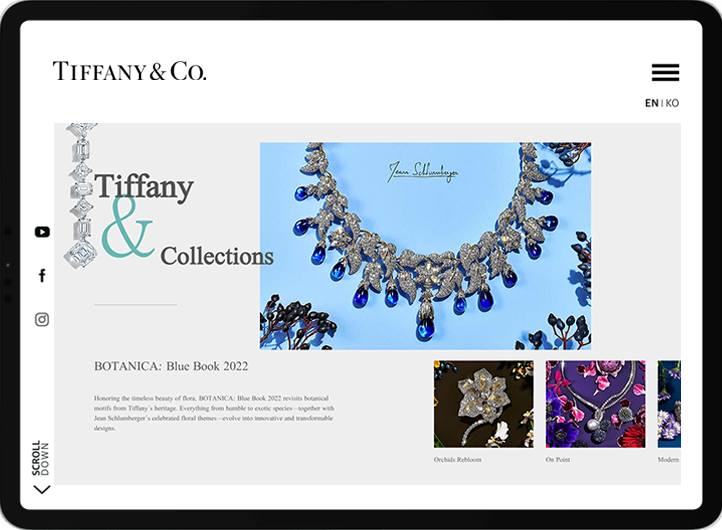 TIFFANY & CO.
EN | KO
Jean Schlumberger
Tiffany
&
Collections
BOTANICA: Blue Book 2022
Honoring the timeless beauty of flora, BOTANICA: Blue Book 2022 revisits botanical
motifs from Tiffany's heritage. Everything from humble to exotic species—together with
Jean Schlumberger's celebrated floral themes—evolve into innovative and transformable
designs.
Orchids Rebloom
On Point
Modern
SCROLL
DOWN